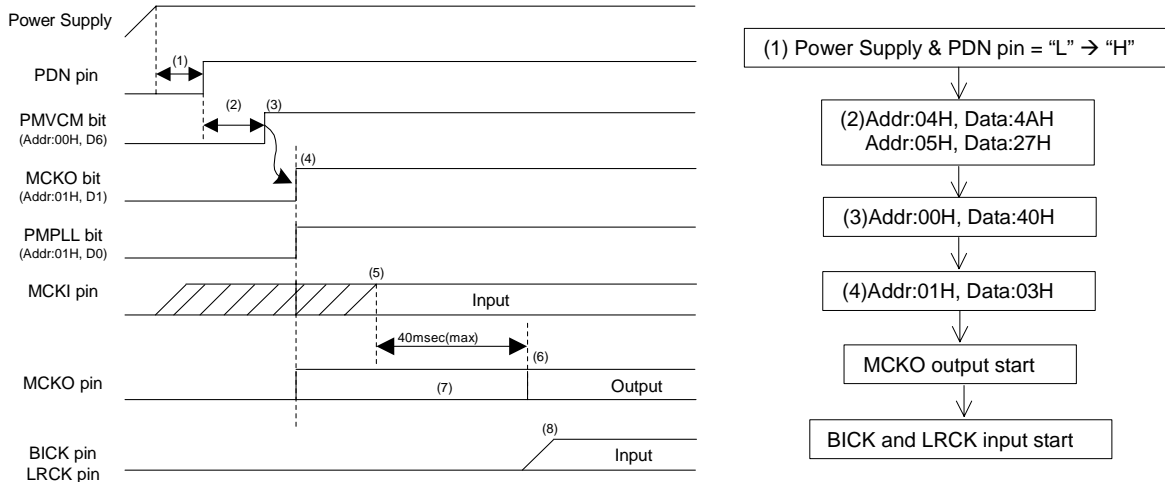 Power Supply
(1)
PDN pin
(2)
(3)
PMVCM bit
(Addr:00H, D6)
(4)
MCKO bit
(Addr:01H, D1)
PMPLL bit
(Addr:01H, D0)
(5)
MCKI pin
Input
40msec(max)
(6)
MCKO pin
(7)
Output
(8)
BICK pin
LRCK pin
Input
(1) Power Supply & PDN pin = “L” → “H”
(2)Addr:04H, Data:4AH
Addr:05H, Data:27H
(3)Addr:00H, Data:40H
(4)Addr:01H, Data:03H
MCKO output start
BICK and LRCK input start